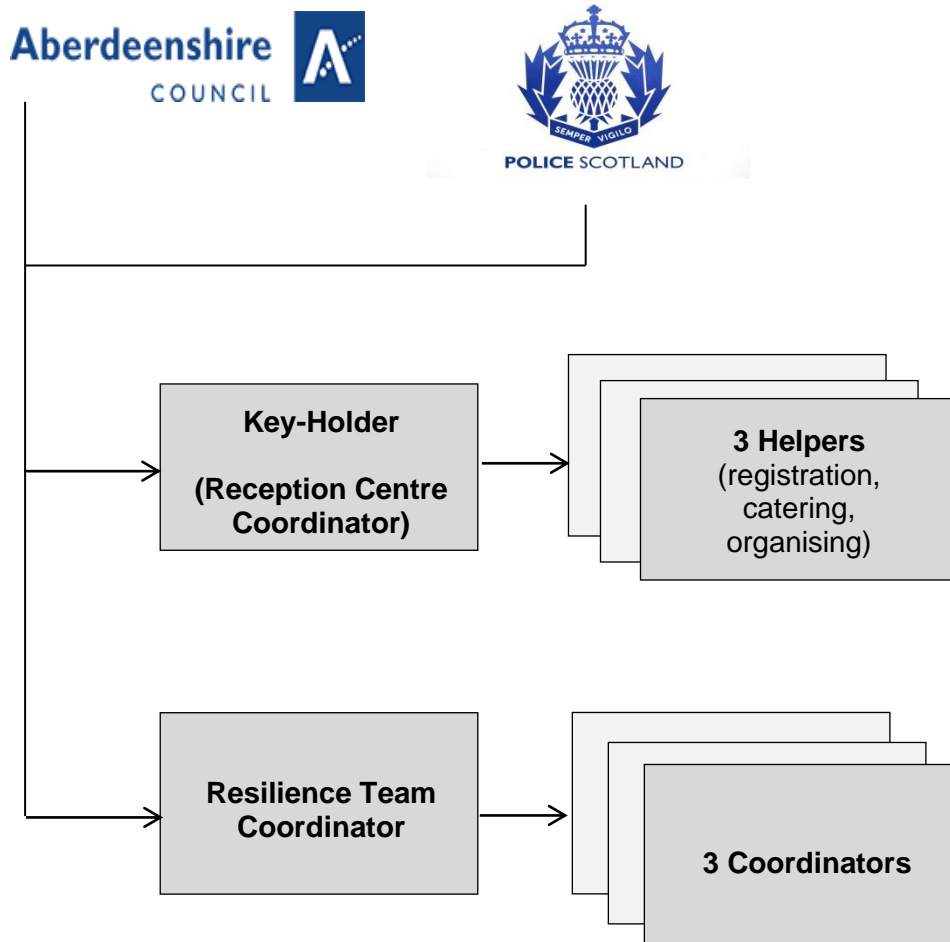 Aberdeenshire
COUNCIL
SEMPER VIGILO
POLICE SCOTLAND
Key-Holder
(Reception Centre
Coordinator)
3 Helpers
(registration,
catering,
organising)
Resilience Team
Coordinator
3 Coordinators